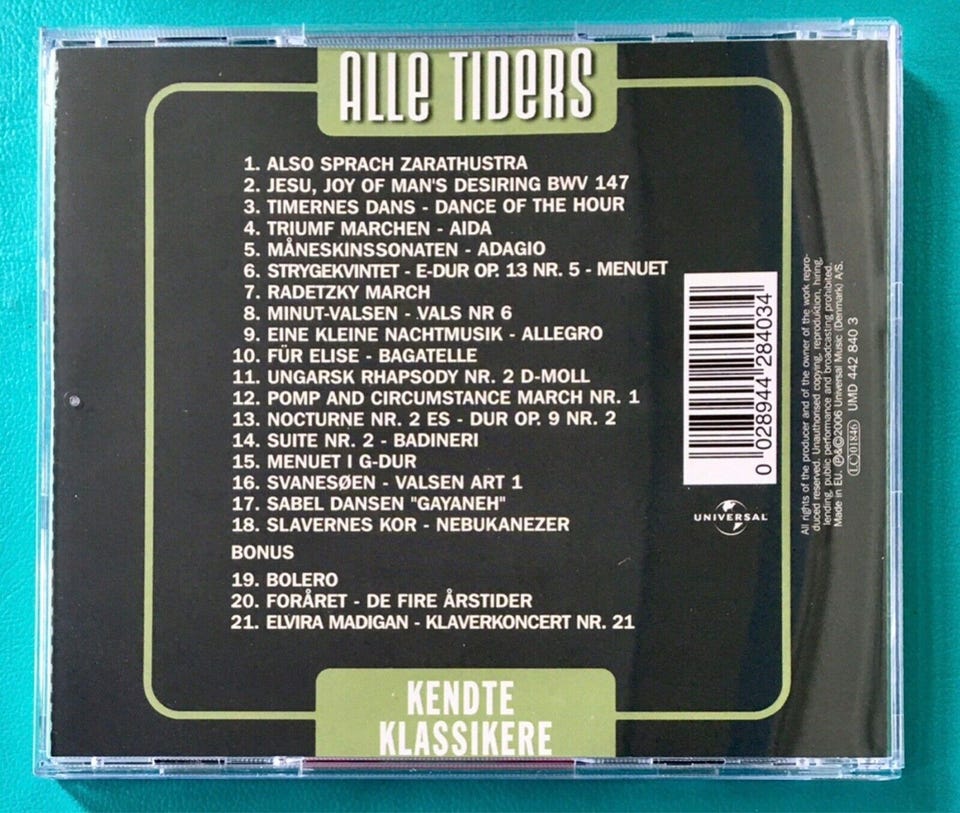 ALLE TIDERS
1. ALSO SPRACH ZARATHUSTRA
2. JESU, JOY OF MAN'S DESIRING BWV 147
3. TIMERNES DANS - DANCE OF THE HOUR
4. TRIUMF MARCHEN - AIDA
5. MÅNESKINSSONATEN - ADAGIO
6. STRYGEKVINTET - E-DUR OP. 13 NR. 5 - MENUET
7. RADETZKY MARCH
8. MINUT-VALSEN - VALS NR 6
9. EINE KLEINE NACHTMUSIK - ALLEGRO
10. FÜR ELISE - BAGATELLE
11. UNGARSK RHAPSODY NR. 2 D-MOLL
12. POMP AND CIRCUMSTANCE MARCH NR. 1
13. NOCTURNE NR. 2 ES - DUR OP. 9 NR. 2
14. SUITE NR. 2 - BADINERI
15. MENUET I G-DUR
16. SVANESØEN - VALSEN ART 1
17. SABEL DANSEN "GAYANEH"
18. SLAVERNES KOR - NEBUKANEZER
BONUS
19. BOLERO
20. FORÅRET - DE FIRE ÅRSTIDER
21. ELVIRA MADIGAN - KLAVERKONCERT NR. 21
KENDTE
KLASSIKERE
0 028944 284034
UNIVERSAL
All rights of the producer and of the owner of the work repro-
duced reserved. Unauthorised copying, reproduktion, hiring,
lending, public performance and broadcasting prohibited.
Made in EU. ℗&©2006 Universal Music (Denmark) A/S.
LC01846 UMD 442 840 3